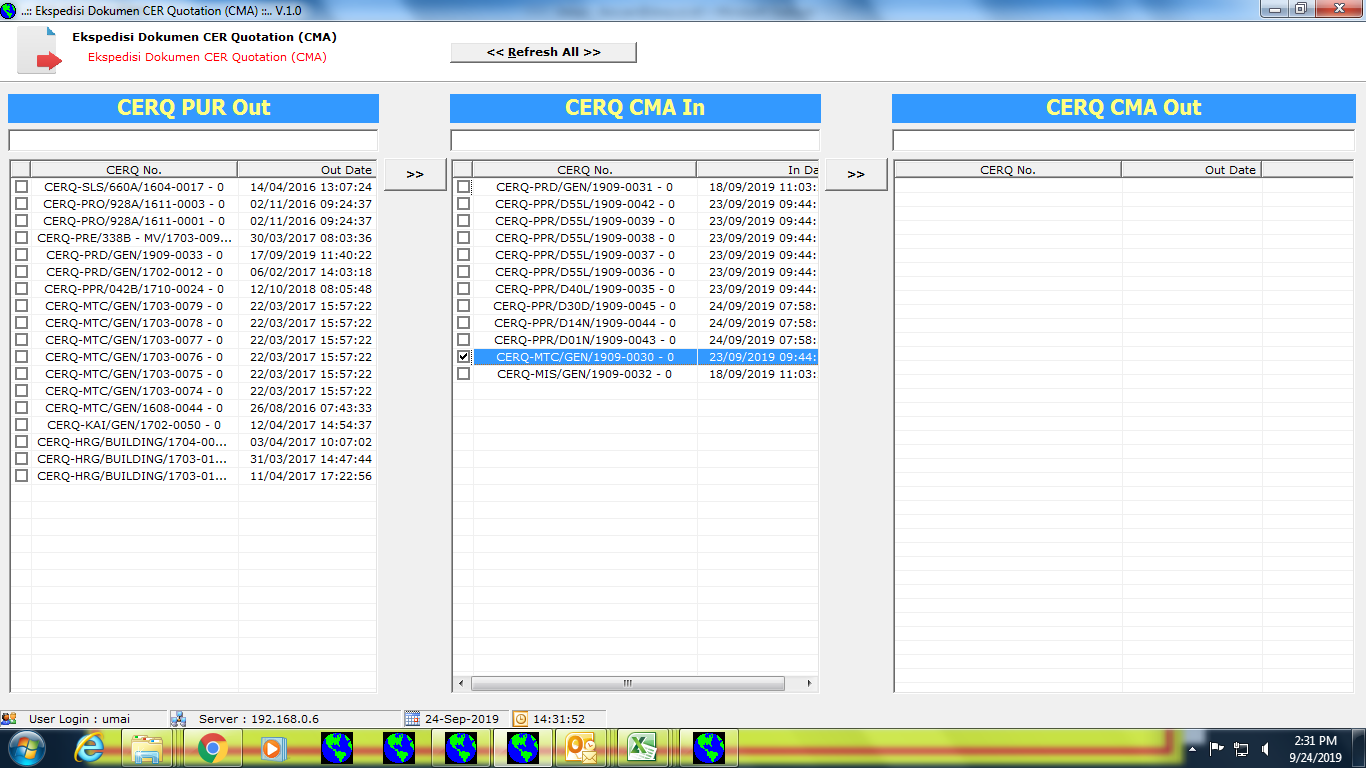 ..:: Ekspedisi Dokumen CER Quotation (CMA) ::.. V.1.0
Ekspedisi Dokumen CER Quotation (CMA)
Ekspedisi Dokumen CER Quotation (CMA)
<< Refresh All >>
CERQ PUR Out
CERQ No. Out Date
CERQ-SLS/660A/1604-0017 - 0 14/04/2016 13:07:24
CERQ-PRO/928A/1611-0003 - 0 02/11/2016 09:24:37
CERQ-PRO/928A/1611-0001 - 0 02/11/2016 09:24:37
CERQ-PRE/338B - MV/1703-009... 30/03/2017 08:03:36
CERQ-PRD/GEN/1909-0033 - 0 17/09/2019 11:40:22
CERQ-PRD/GEN/1702-0012 - 0 06/02/2017 14:03:18
CERQ-PPR/042B/1710-0024 - 0 12/10/2018 08:05:48
CERQ-MTC/GEN/1703-0079 - 0 22/03/2017 15:57:22
CERQ-MTC/GEN/1703-0078 - 0 22/03/2017 15:57:22
CERQ-MTC/GEN/1703-0077 - 0 22/03/2017 15:57:22
CERQ-MTC/GEN/1703-0076 - 0 22/03/2017 15:57:22
CERQ-MTC/GEN/1703-0075 - 0 22/03/2017 15:57:22
CERQ-MTC/GEN/1703-0074 - 0 22/03/2017 15:57:22
CERQ-MTC/GEN/1608-0044 - 0 26/08/2016 07:43:33
CERQ-KAI/GEN/1702-0050 - 0 12/04/2017 14:54:37
CERQ-HRG/BUILDING/1704-00... 03/04/2017 10:07:02
CERQ-HRG/BUILDING/1703-01... 31/03/2017 14:47:44
CERQ-HRG/BUILDING/1703-01... 11/04/2017 17:22:56
>>
CERQ CMA In
CERQ No. In Da
CERQ-PRD/GEN/1909-0031 - 0 18/09/2019 11:03:
CERQ-PPR/D55L/1909-0042 - 0 23/09/2019 09:44:
CERQ-PPR/D55L/1909-0039 - 0 23/09/2019 09:44:
CERQ-PPR/D55L/1909-0038 - 0 23/09/2019 09:44:
CERQ-PPR/D55L/1909-0037 - 0 23/09/2019 09:44:
CERQ-PPR/D55L/1909-0036 - 0 23/09/2019 09:44:
CERQ-PPR/D40L/1909-0035 - 0 23/09/2019 09:44:
CERQ-PPR/D30D/1909-0045 - 0 24/09/2019 07:58:
CERQ-PPR/D14N/1909-0044 - 0 24/09/2019 07:58:
CERQ-PPR/D01N/1909-0043 - 0 24/09/2019 07:58:
CERQ-MTC/GEN/1909-0030 - 0 23/09/2019 09:44:
CERQ-MIS/GEN/1909-0032 - 0 18/09/2019 11:03:
>>
CERQ CMA Out
CERQ No. Out Date
User Login : umai Server : 192.168.0.6 24-Sep-2019 14:31:52
2:31 PM
9/24/2019